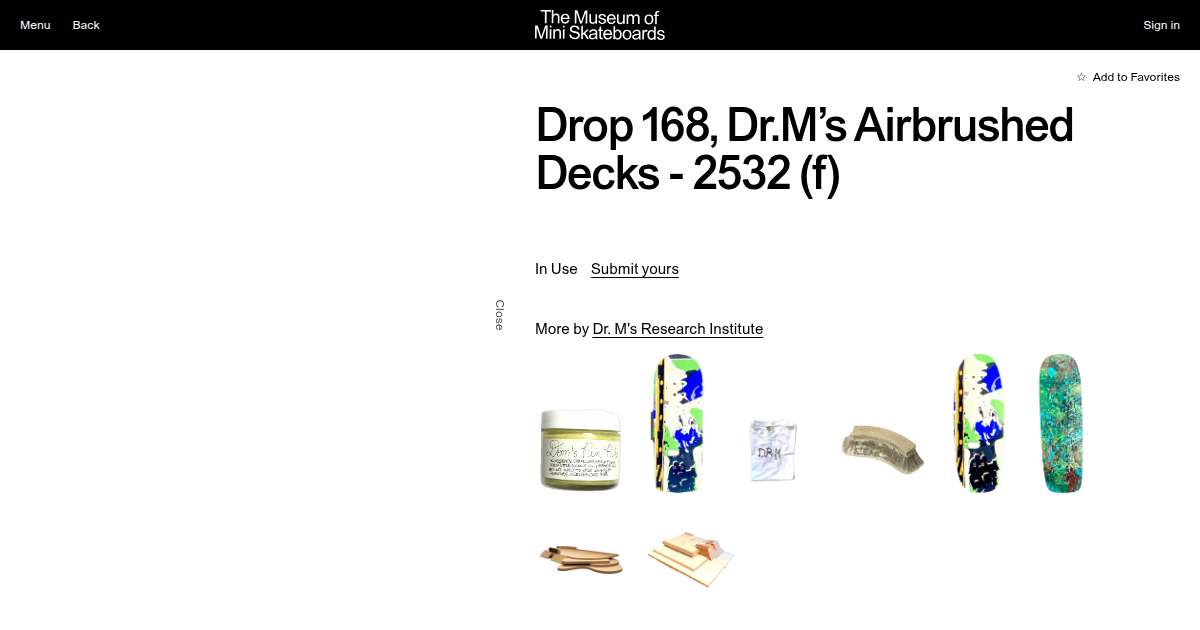 Menu
Back
The Museum of
Mini Skateboards
Sign in
☆ Add to Favorites
Drop 168, Dr.M’s Airbrushed
Decks - 2532 (f)
In Use Submit yours
Close
More by Dr. M's Research Institute
DRM